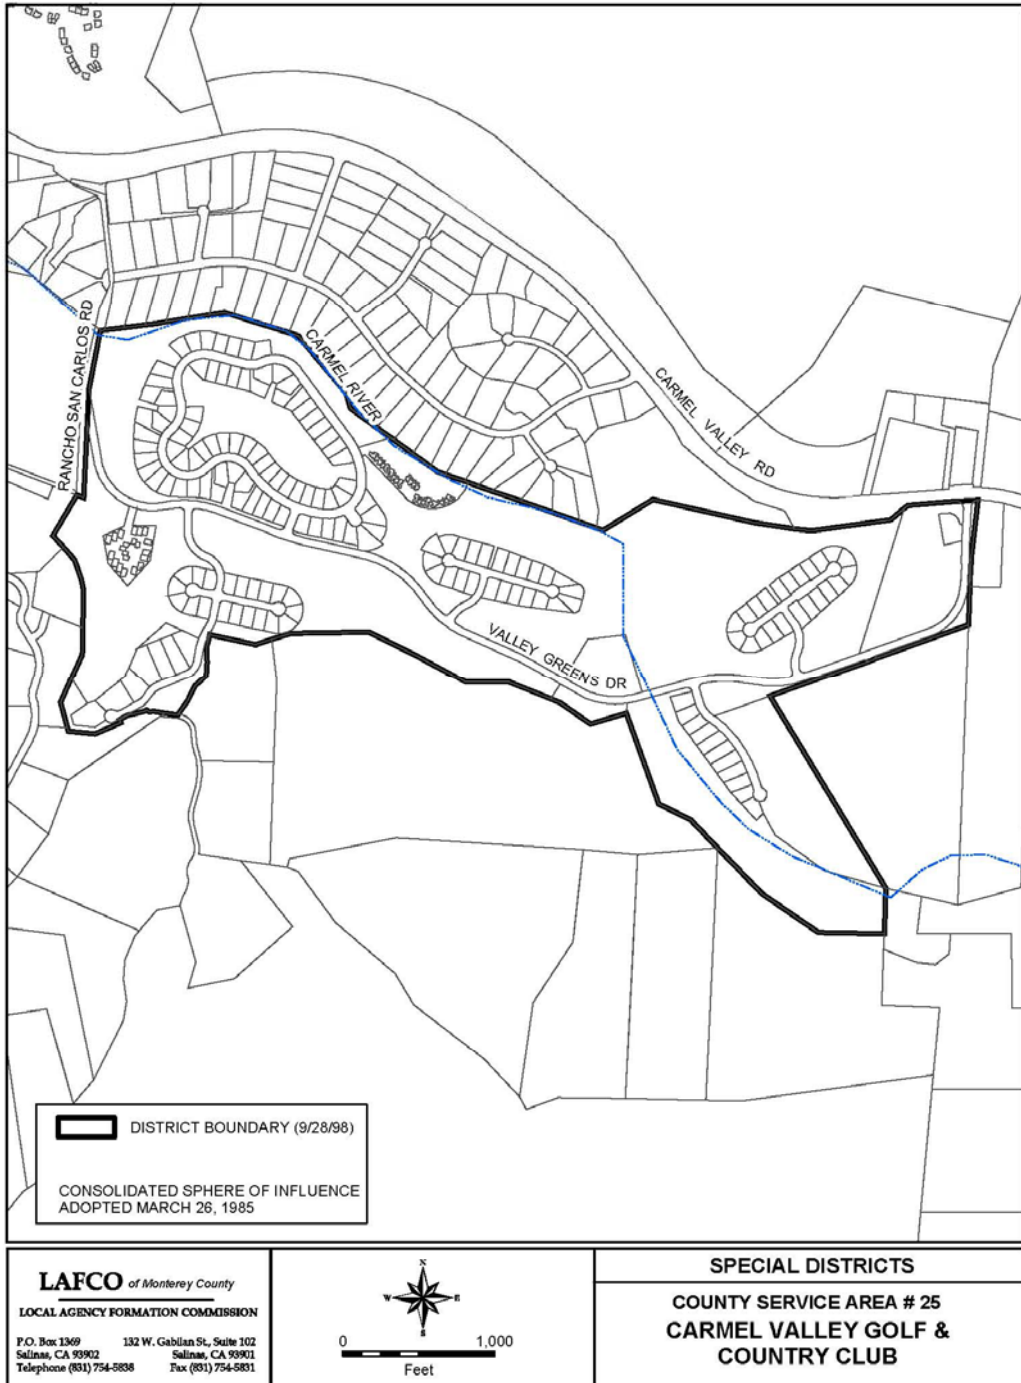 RANCHO SAN CARLOS RD
CARMEL RIVER
CARMEL VALLEY RD
VALLEY GREENS DR
DISTRICT BOUNDARY (9/28/98)
CONSOLIDATED SPHERE OF INFLUENCE
ADOPTED MARCH 26, 1985
LAFCO of Monterey County
LOCAL AGENCY FORMATION COMMISSION
P.O. Box 1369 132 W. Gabilan St., Suite 102
Salinas, CA 93902 Salinas, CA 93901
Telephone (831) 754-5838 Fax (831) 754-5831
N
W E
S
0 1,000
Feet
SPECIAL DISTRICTS
COUNTY SERVICE AREA # 25
CARMEL VALLEY GOLF &
COUNTRY CLUB